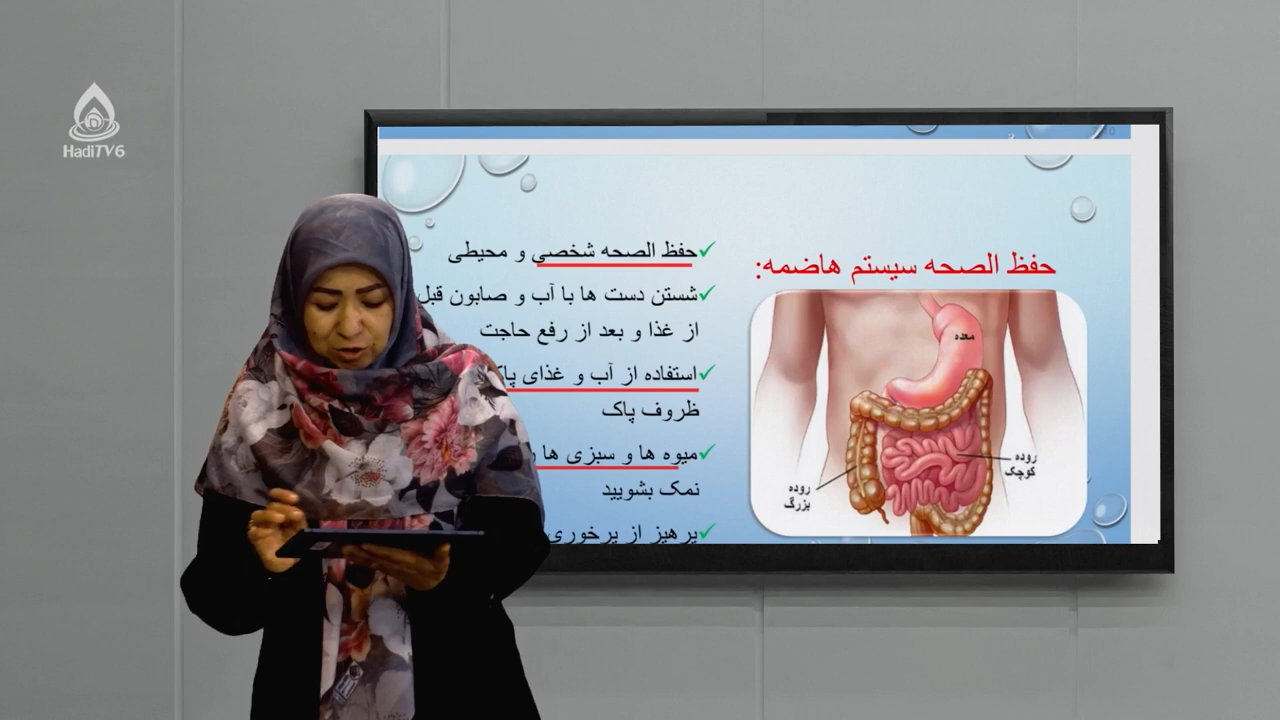 HadiTV6
حفظ الصحه سیستم هاضمه:
حفظ الصحه شخصی و محیطی
شستن دست ها با آب و صابون قبل
از غذا و بعد از رفع حاجت
استفاده از آب و غذای
ظروف پاک
میوه ها و سبزی ها
نمک بشویید
پرهیز از پرخوری
معده
روده
کوچک
روده
بزرگ